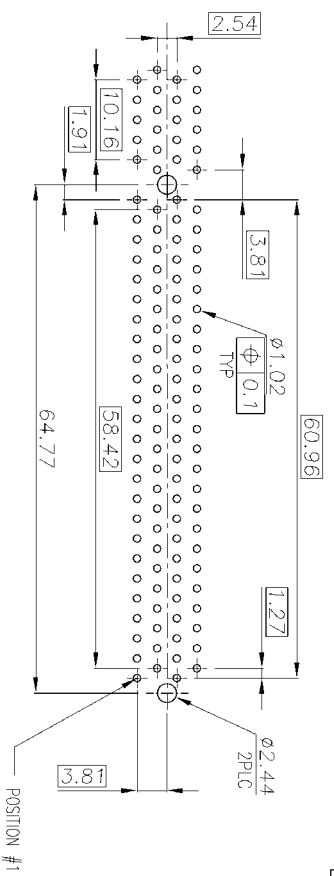 2.54
10.16
1.91
3.81
Ø1.02
TYP
⌖ 0.1
60.96
58.42
64.77
1.27
Ø2.44
2PLC
3.81
POSITION #1